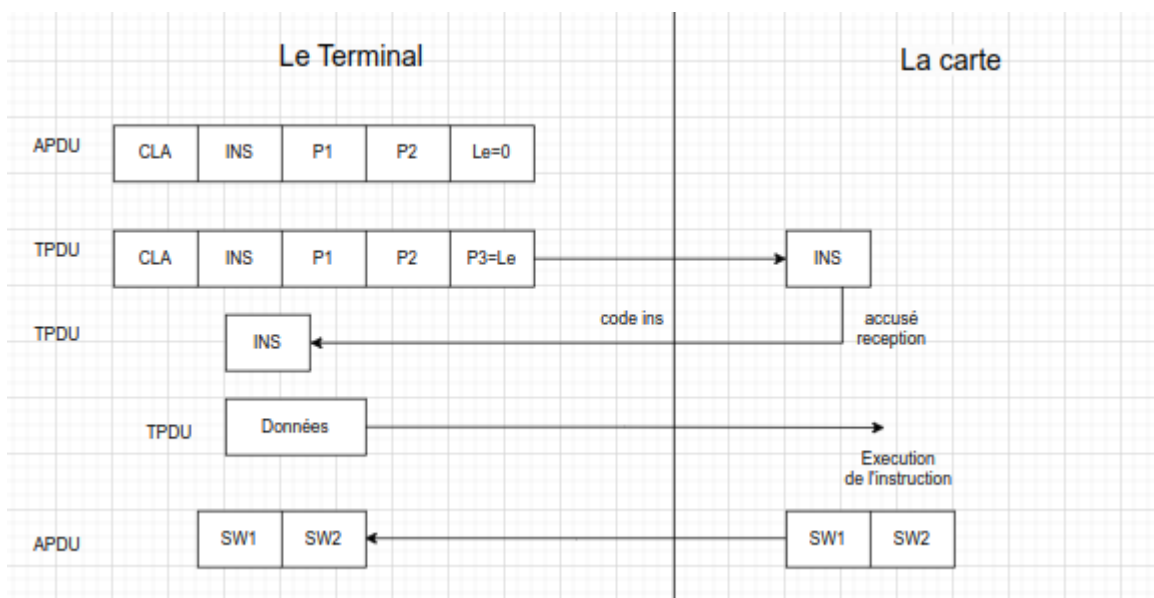 Le Terminal
La carte
APDU
CLA INS P1 P2 Le=0
TPDU
CLA INS P1 P2 P3=Le
INS
TPDU
INS
code ins
accusé
reception
TPDU
Données
Execution
de l'instruction
APDU
SW1 SW2
SW1 SW2